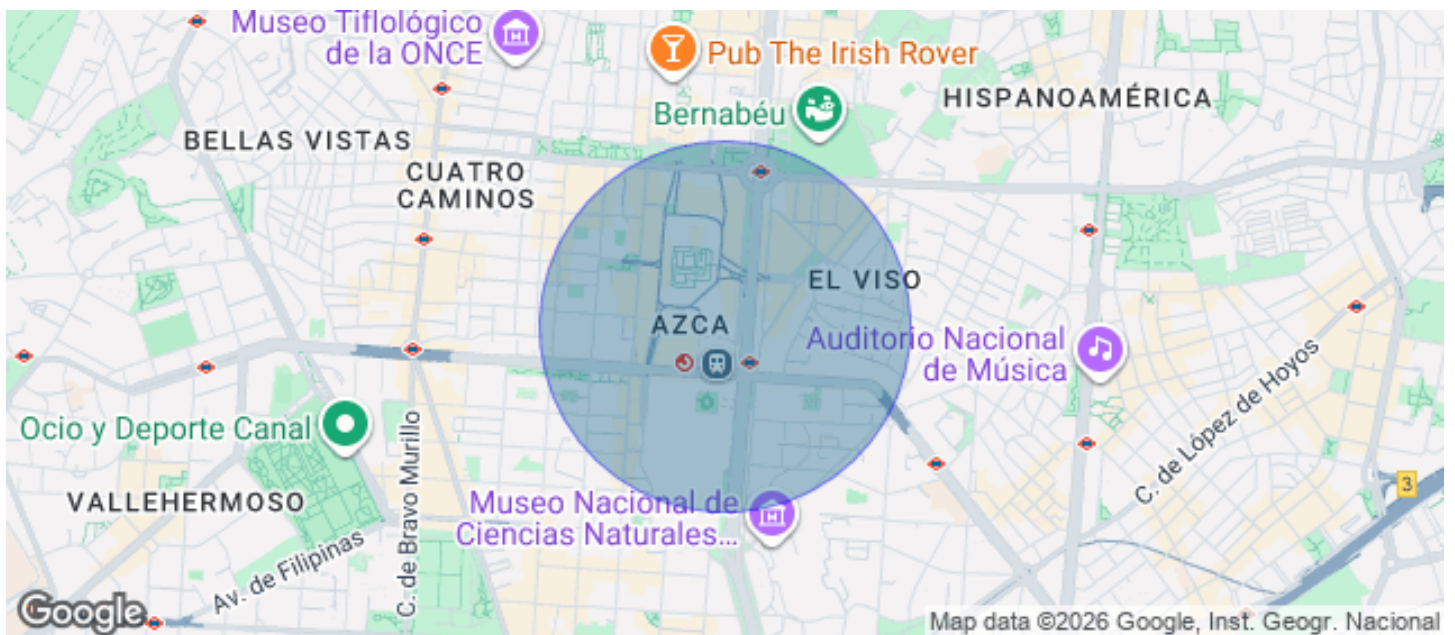 Museo Tiflológico
de la ONCE
Pub The Irish Rover
Bernabéu
HISPANOAMÉRICA
BELLAS VISTAS
CUATRO
CAMINOS
EL VISO
AZCA
Auditorio Nacional
de Música
Ocio y Deporte Canal
C. de Bravo Murillo
C. de López de Hoyos
VALLEHERMOSO
Museo Nacional de
Ciencias Naturales...
3
Av. de Filipinas
Google
Map data ©2026 Google, Inst. Geogr. Nacional